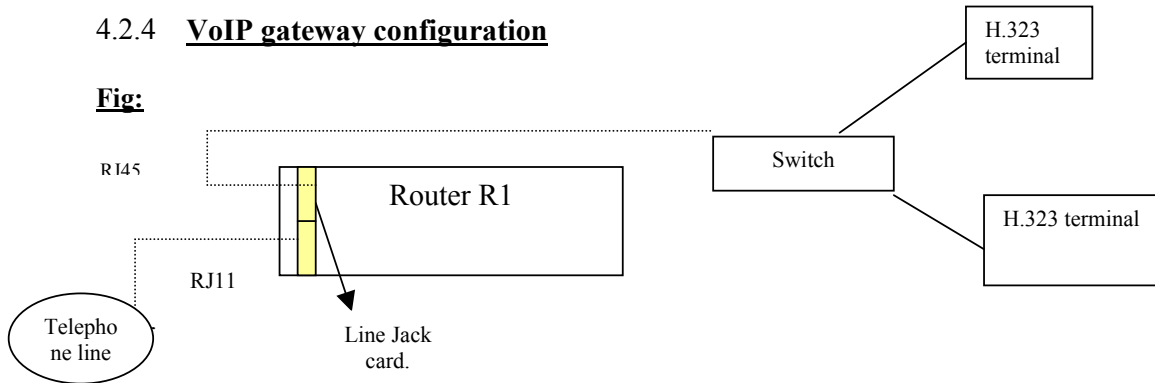 4.2.4 VoIP gateway configuration
H.323
terminal
Fig:
RJ45
Switch
Router R1
H.323 terminal
RJ11
Telepho
ne line
Line Jack
card.